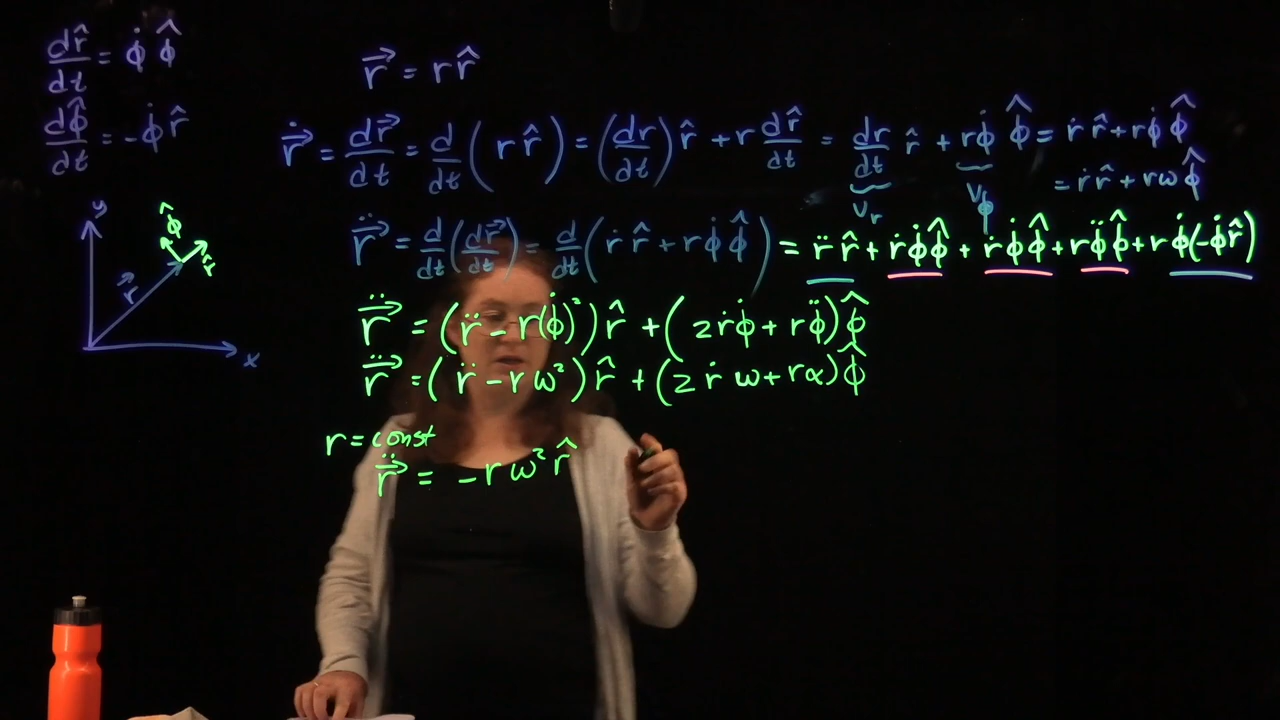 dr̂/dt = φ̇ φ̂
dφ̂/dt = -φ̇ r̂
r⃗ = r r̂
r⃗̇ = dr⃗/dt = d/dt (r r̂) = (dr/dt) r̂ + r dr̂/dt = dr/dt r̂ + rφ̇ φ̂ = ṙ r̂ + rφ̇ φ̂
v_r v_φ = ṙ r̂ + rω φ̂
r⃗̈ = d/dt (dr⃗/dt) = d/dt (ṙ r̂ + rφ̇ φ̂) = r̈ r̂ + ṙφ̇φ̂ + ṙφ̇φ̂ + rφ̈φ̂ + rφ̇(-φ̇r̂)
y
φ̂
r̂
r⃗
x
r⃗̈ = (r̈ - r(φ̇)²) r̂ + (2ṙφ̇ + rφ̈) φ̂
r⃗̈ = (r̈ - rω²) r̂ + (2ṙω + rα) φ̂
r = const
r⃗̈ = -rω² r̂